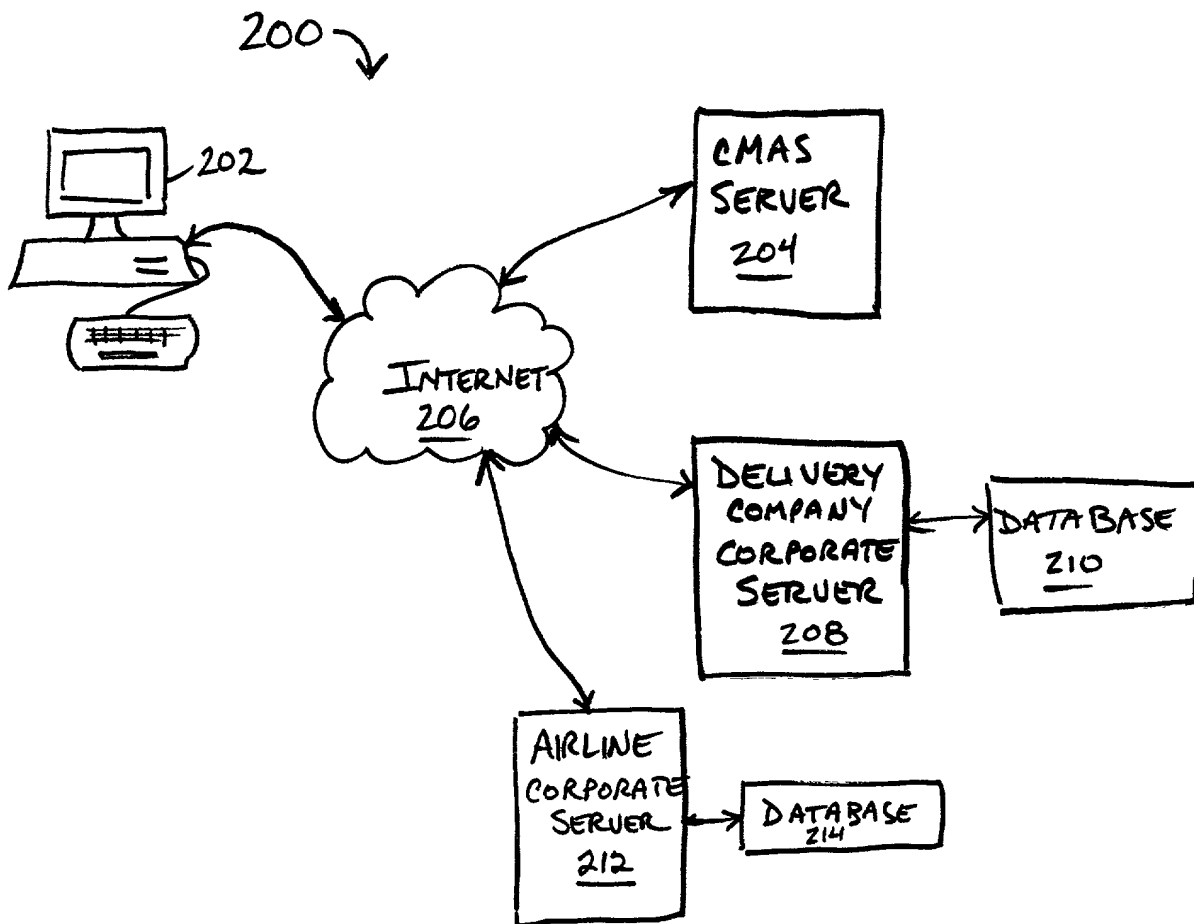 200
202
CMAS
SERVER
204
INTERNET
206
DELIVERY
COMPANY
CORPORATE
SERVER
208
DATABASE
210
AIRLINE
CORPORATE
SERVER
212
DATABASE
214